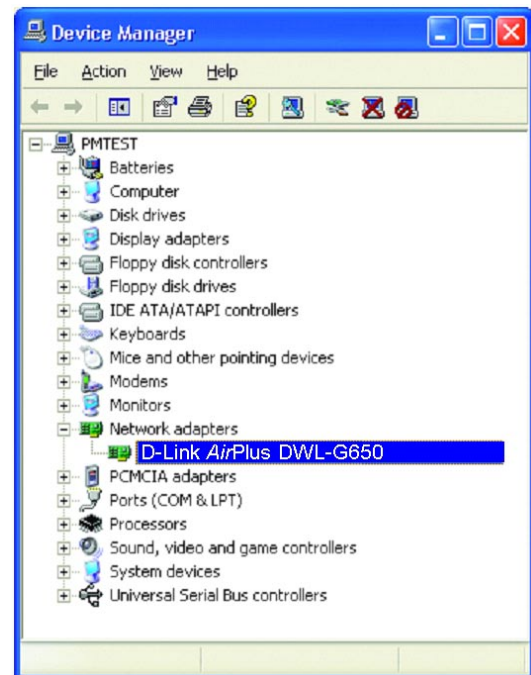 Device Manager
File Action View Help
PMTEST
Batteries
Computer
Disk drives
Display adapters
Floppy disk controllers
Floppy disk drives
IDE ATA/ATAPI controllers
Keyboards
Mice and other pointing devices
Modems
Monitors
Network adapters
D-Link AirPlus DWL-G650
PCMCIA adapters
Ports (COM & LPT)
Processors
Sound, video and game controllers
System devices
Universal Serial Bus controllers